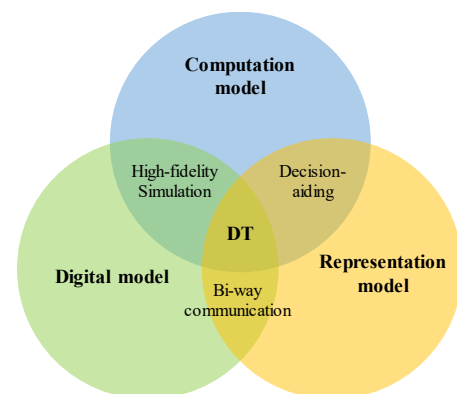 Computation
model
High-fidelity
Simulation
Decision-
aiding
DT
Digital model
Representation
model
Bi-way
communication